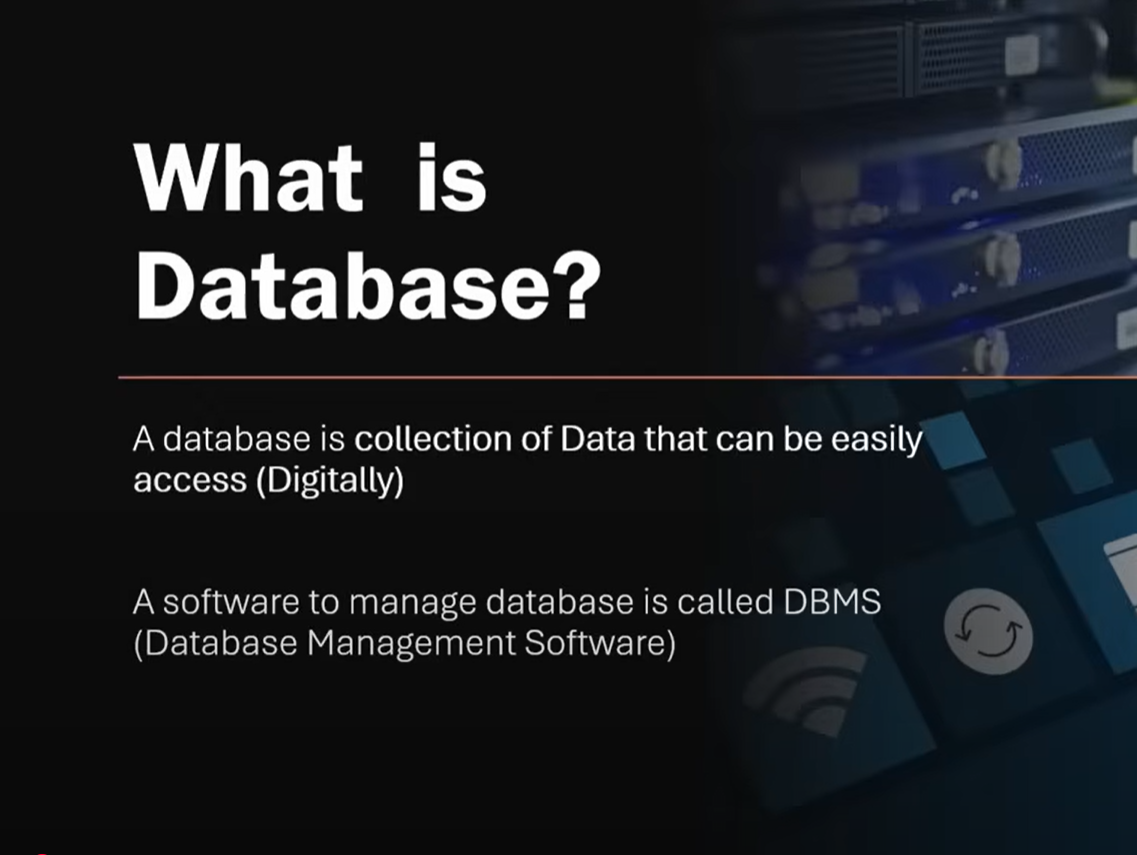 What is
Database?
A database is collection of Data that can be easily
access (Digitally)
A software to manage database is called DBMS
(Database Management Software)